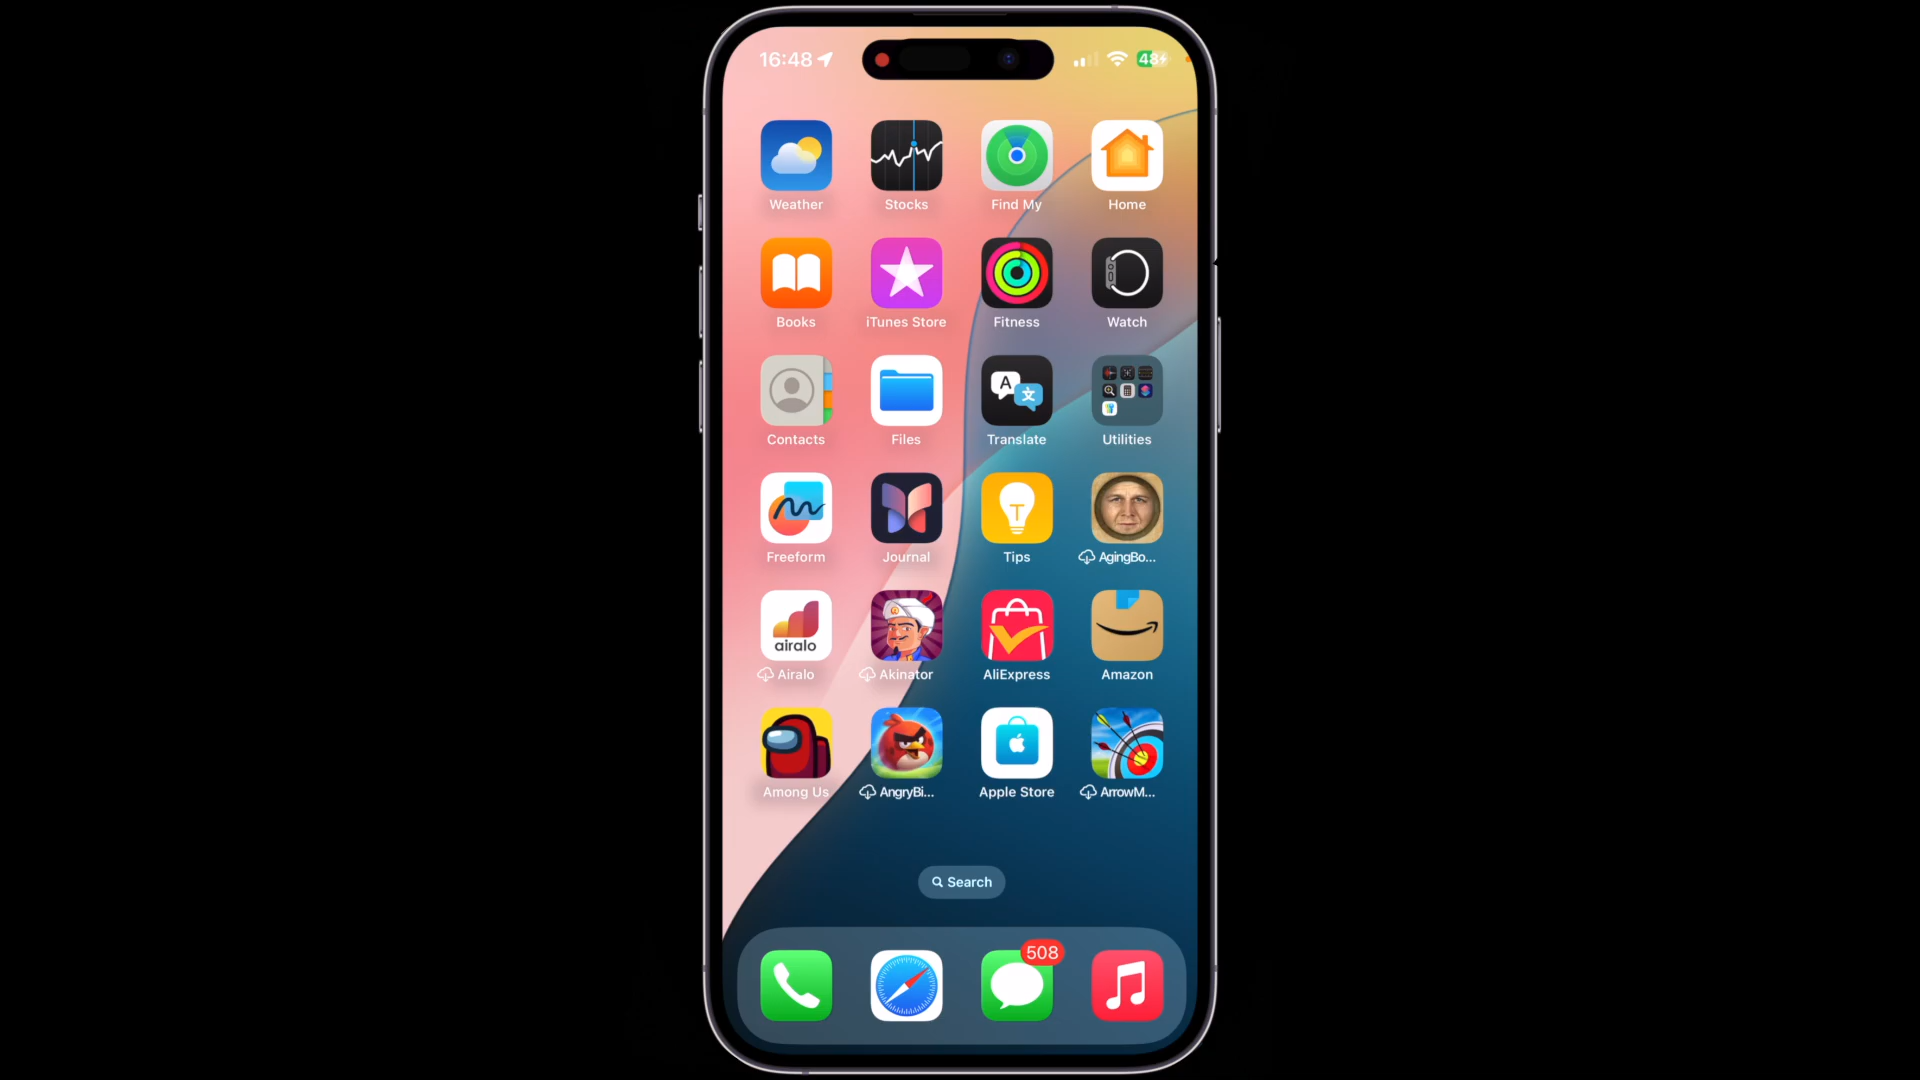 16:48
48
Weather Stocks Find My Home
Books iTunes Store Fitness Watch
Contacts Files Translate Utilities
A 文
Freeform Journal Tips AgingBo...
T
airalo
Airalo Akinator AliExpress Amazon
Among Us AngryBi... Apple Store ArrowM...
Search
508